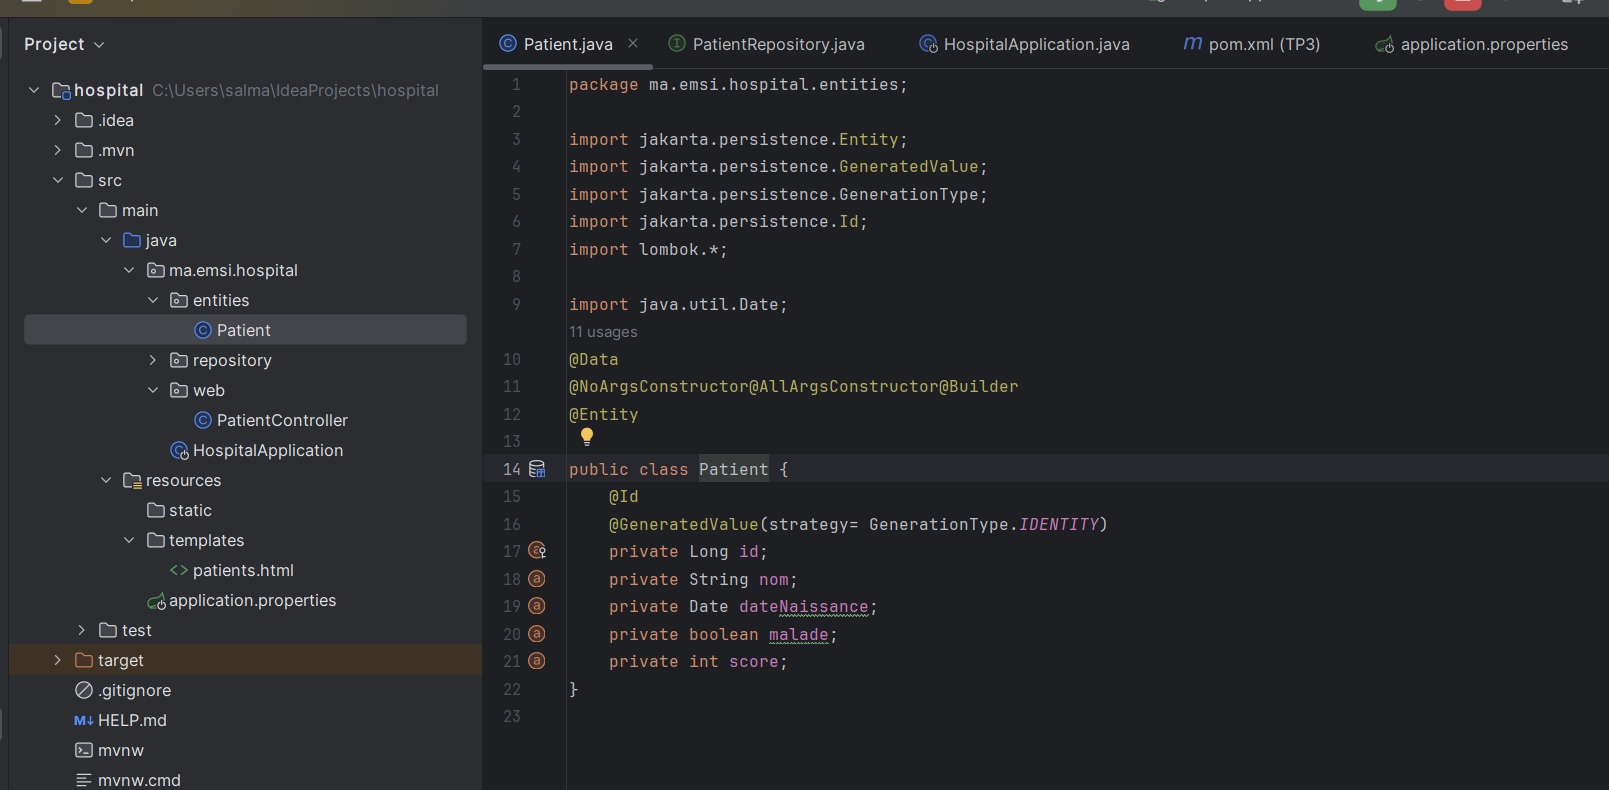 Project
hospital C:\Users\salma\IdeaProjects\hospital
.idea
.mvn
src
main
java
ma.emsi.hospital
entities
Patient
repository
web
PatientController
HospitalApplication
resources
static
templates
<> patients.html
application.properties
test
target
.gitignore
M↓ HELP.md
mvnw
mvnw.cmd
Patient.java PatientRepository.java HospitalApplication.java m pom.xml (TP3) application.properties
1 package ma.emsi.hospital.entities;
2
3 import jakarta.persistence.Entity;
4 import jakarta.persistence.GeneratedValue;
5 import jakarta.persistence.GenerationType;
6 import jakarta.persistence.Id;
7 import lombok.*;
8
9 import java.util.Date;
11 usages
10 @Data
11 @NoArgsConstructor@AllArgsConstructor@Builder
12 @Entity
13
14 public class Patient {
15 @Id
16 @GeneratedValue(strategy= GenerationType.IDENTITY)
17 private Long id;
18 private String nom;
19 private Date dateNaissance;
20 private boolean malade;
21 private int score;
22 }
23